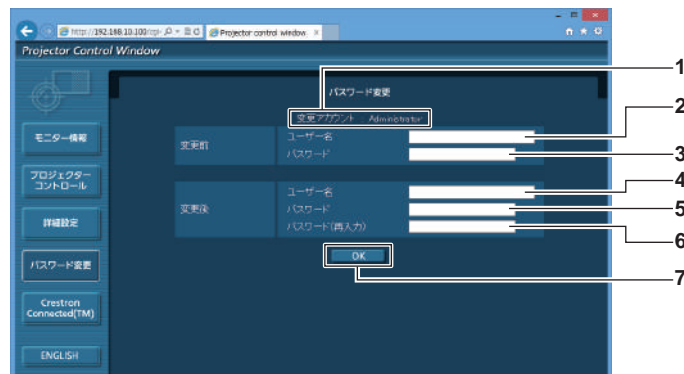 http://192.168.10.100/cgi-
Projector control window
Projector Control Window
パスワード変更
変更アカウント Administrator
変更前
ユーザー名
パスワード
変更後
ユーザー名
パスワード
パスワード(再入力)
OK
モニター情報
プロジェクター
コントロール
詳細設定
パスワード変更
Crestron
Connected(TM)
ENGLISH
1
2
3
4
5
6
7